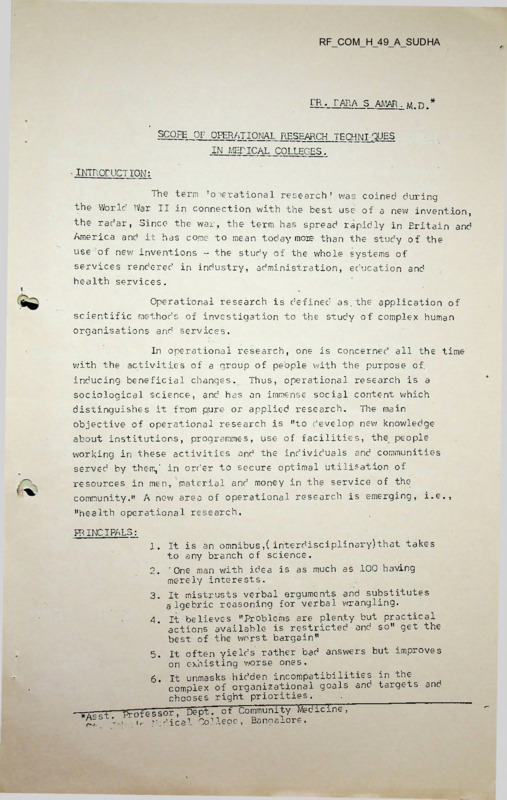 RF_COM_H_49_A_SUDHA
DR. DARA S AMAR. M.D.*
SCOPE OF OPERATIONAL RESEARCH TECHNIQUES
IN MEDICAL COLLEGES.
INTRODUCTION:
The term 'operational research' was coined during
the World War II in connection with the best use of a new invention,
the radar, Since the war, the term has spread rapidly in Britain and
America and it has come to mean today more than the study of the
use of new inventions - the study of the whole systems of
services rendered in industry, administration, education and
health services.
Operational research is defined as the application of
scientific methods of investigation to the study of complex human
organisations and services.
In operational research, one is concerned all the time
with the activities of a group of people with the purpose of
inducing beneficial changes. Thus, operational research is a
sociological science, and has an immense social content which
distinguishes it from pure or applied research. The main
objective of operational research is "to develop new knowledge
about institutions, programmes, use of facilities, the people
working in these activities and the individuals and communities
served by them, in order to secure optimal utilisation of
resources in men, material and money in the service of the
community." A new area of operational research is emerging, i.e.,
"health operational research.
PRINCIPALS:
1. It is an omnibus,(interdisciplinary)that takes
to any branch of science.
2. 'One man with idea is as much as 100 having
merely interests.
3. It mistrusts verbal arguments and substitutes
algebric reasoning for verbal wrangling.
4. It believes "Problems are plenty but practical
actions available is restricted and so" get the
best of the worst bargain"
5. It often yields rather bad answers but improves
on exhisting worse ones.
6. It unmasks hidden incompatibilities in the
complex of organizational goals and targets and
chooses right priorities.
*Asst. Professor, Dept. of Community Medicine,
Medical College, Bangalore.